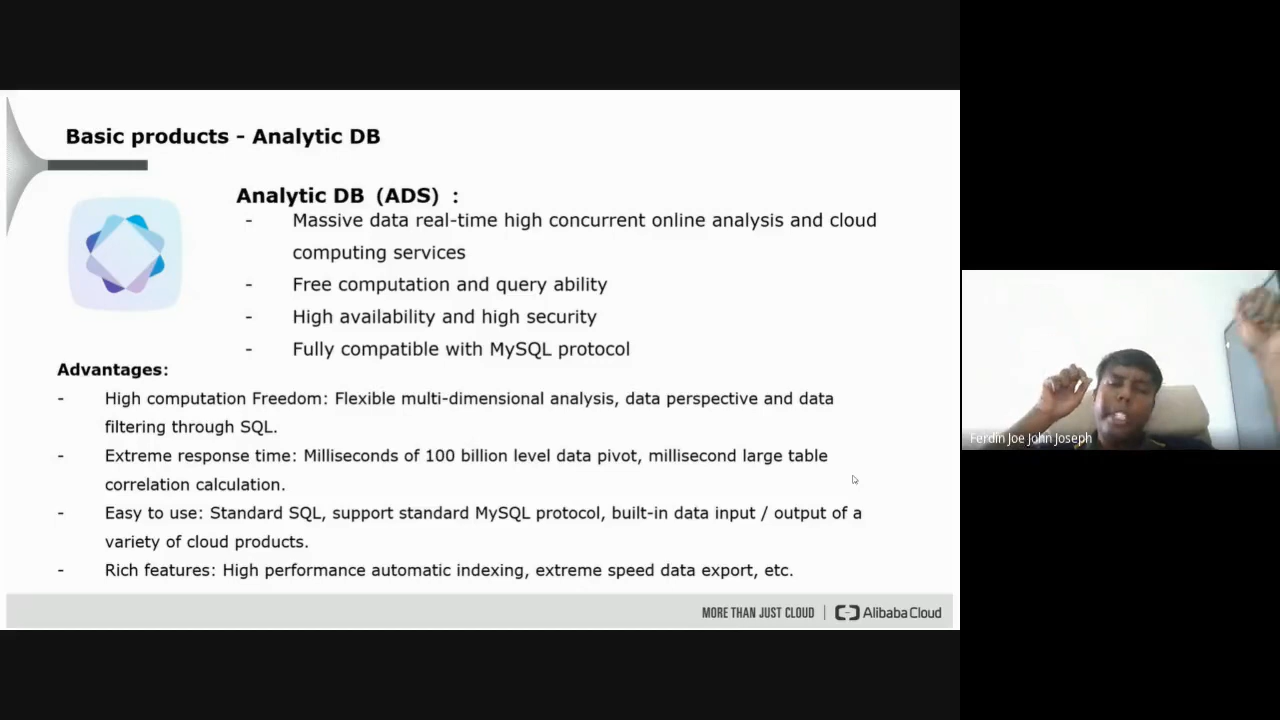 Basic products - Analytic DB
Analytic DB (ADS) :
- Massive data real-time high concurrent online analysis and cloud
computing services
- Free computation and query ability
- High availability and high security
- Fully compatible with MySQL protocol
Advantages:
- High computation Freedom: Flexible multi-dimensional analysis, data perspective and data
filtering through SQL.
- Extreme response time: Milliseconds of 100 billion level data pivot, millisecond large table
correlation calculation.
- Easy to use: Standard SQL, support standard MySQL protocol, built-in data input / output of a
variety of cloud products.
- Rich features: High performance automatic indexing, extreme speed data export, etc.
MORE THAN JUST CLOUD | Alibaba Cloud
Ferdin Joe John Joseph